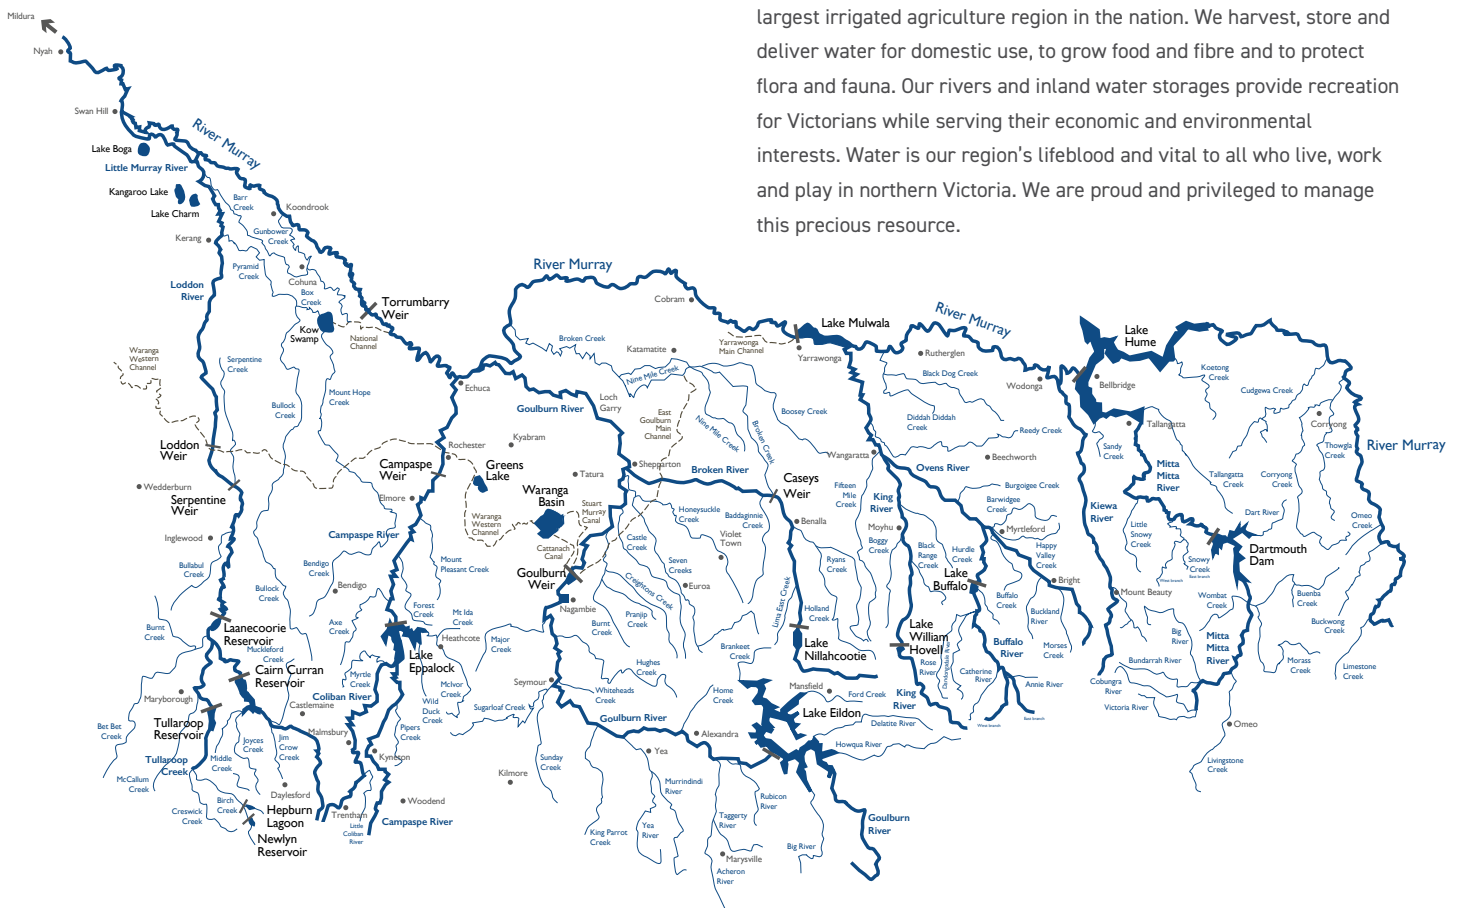 largest irrigated agriculture region in the nation. We harvest, store and
deliver water for domestic use, to grow food and fibre and to protect
flora and fauna. Our rivers and inland water storages provide recreation
for Victorians while serving their economic and environmental
interests. Water is our region's lifeblood and vital to all who live, work
and play in northern Victoria. We are proud and privileged to manage
this precious resource.
Mildura
Nyah
Swan Hill
River Murray
Lake Boga
Little Murray River
Kangaroo Lake
Lake Charm
Barr
Creek
Koondrook
Gunbower
Creek
Kerang
Pyramid
Creek
Cohuna
Box
Creek
Loddon
River
Torrumbarry
Weir
Kow
Swamp
National
Channel
Waranga
Western
Channel
Serpentine
Creek
Bullock
Creek
Mount Hope
Creek
Echuca
Loddon
Weir
Rochester
Campaspe
Weir
Wedderburn
Serpentine
Weir
Elmore
Inglewood
Campaspe River
Bullabul
Creek
Bendigo
Creek
Bendigo
Bullock
Creek
Mount
Pleasant Creek
Burnt
Creek
Laanecoorie
Reservoir
Muckleford
Creek
Axe
Creek
Forest
Creek
Mt Ida
Creek
Heathcote
Major
Creek
Cairn Curran
Reservoir
Lake
Eppalock
Myrtle
Creek
McIvor
Creek
Coliban River
Wild
Duck
Creek
Sugarloaf Creek
Maryborough
Castlemaine
Tullaroop
Reservoir
Bet Bet
Creek
Malmsbury
Pipers
Creek
Joyces
Creek
Jim
Crow
Creek
Middle
Creek
Tullaroop
Creek
Kyneton
McCallum
Creek
Daylesford
Birch
Creek
Creswick
Creek
Hepburn
Lagoon
Trentham
Woodend
Little
Coliban
River
Campaspe River
Newlyn
Reservoir
River Murray
Cobram
Broken Creek
Katamatite
Yarrawonga
Main Channel
Lake Mulwala
Yarrawonga
Nine Mile Creek
Loch
Garry
Goulburn River
East
Goulburn
Main
Channel
Nine Mile Creek
Broken Creek
Boosey Creek
Kyabram
Greens
Lake
Tatura
Shepparton
Broken River
Wangaratta
Caseys
Weir
Waranga
Basin
Stuart
Murray
Canal
Waranga
Western
Channel
Cattanach
Canal
Goulburn
Weir
Nagambie
Honeysuckle
Creek
Baddaginnie
Creek
Benalla
Castle
Creek
Violet
Town
Seven
Creeks
Euroa
Creightons Creek
Pranjip
Creek
Burnt
Creek
Lima East Creek
Ryans
Creek
Holland
Creek
Fifteen
Mile
Creek
Boggy
Creek
Moyhu
King
River
Brankeet
Creek
Lake
Nillahcootie
Hughes
Creek
Seymour
Whiteheads
Creek
Home
Creek
Goulburn River
Mansfield
Ford Creek
Lake Eildon
Delatite River
Howqua River
Alexandra
Yea
Sunday
Creek
Kilmore
Murrindindi
River
Rubicon
River
King Parrot
Creek
Yea
River
Taggerty
River
Marysville
Acheron
River
Big River
Goulburn
River
River Murray
Rutherglen
Black Dog Creek
Wodonga
Diddah Diddah
Creek
Reedy Creek
Beechworth
Ovens River
Burgoigee Creek
Barwidgee
Creek
Myrtleford
Black
Range
Creek
Hurdle
Creek
Happy
Valley
Creek
Bright
Lake
Buffalo
Buffalo
Creek
Buckland
River
Lake
William
Hovell
Rose
River
Dandongadale River
Catherine
River
Buffalo
River
Morses
Creek
Annie River
King
River
West branch
East branch
Lake
Hume
Bellbridge
Tallangatta
Koetong
Creek
Cudgewa Creek
Corryong
Thowgla
Creek
River Murray
Sandy
Creek
Mitta
Mitta
River
Tallangatta
Creek
Corryong
Creek
Kiewa
River
Dart River
Omeo
Creek
Little
Snowy
Creek
Snowy
Creek
West branch
East branch
Dartmouth
Dam
Mount Beauty
Wombat
Creek
Buenba
Creek
Buckwong
Creek
Big
River
Mitta
Mitta
River
Bundarrah River
Morass
Creek
Limestone
Creek
Cobungra
River
Victoria River
Omeo
Livingstone
Creek